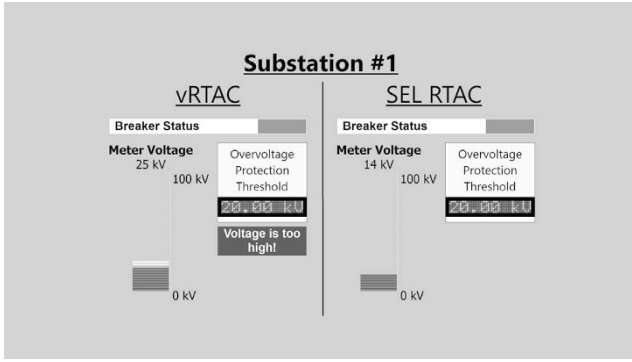 Substation #1
vRTAC
Breaker Status
Meter Voltage
25 kV
100 kV
0 kV
Overvoltage
Protection
Threshold
20.00 kV
Voltage is too
high!
SEL RTAC
Breaker Status
Meter Voltage
14 kV
100 kV
0 kV
Overvoltage
Protection
Threshold
20.00 kV